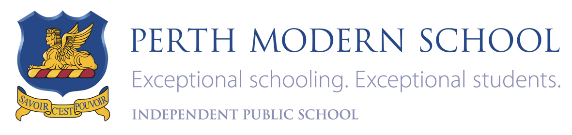 PERTH MODERN SCHOOL
Exceptional schooling. Exceptional students.
INDEPENDENT PUBLIC SCHOOL
SAVOIR C'EST POUVOIR